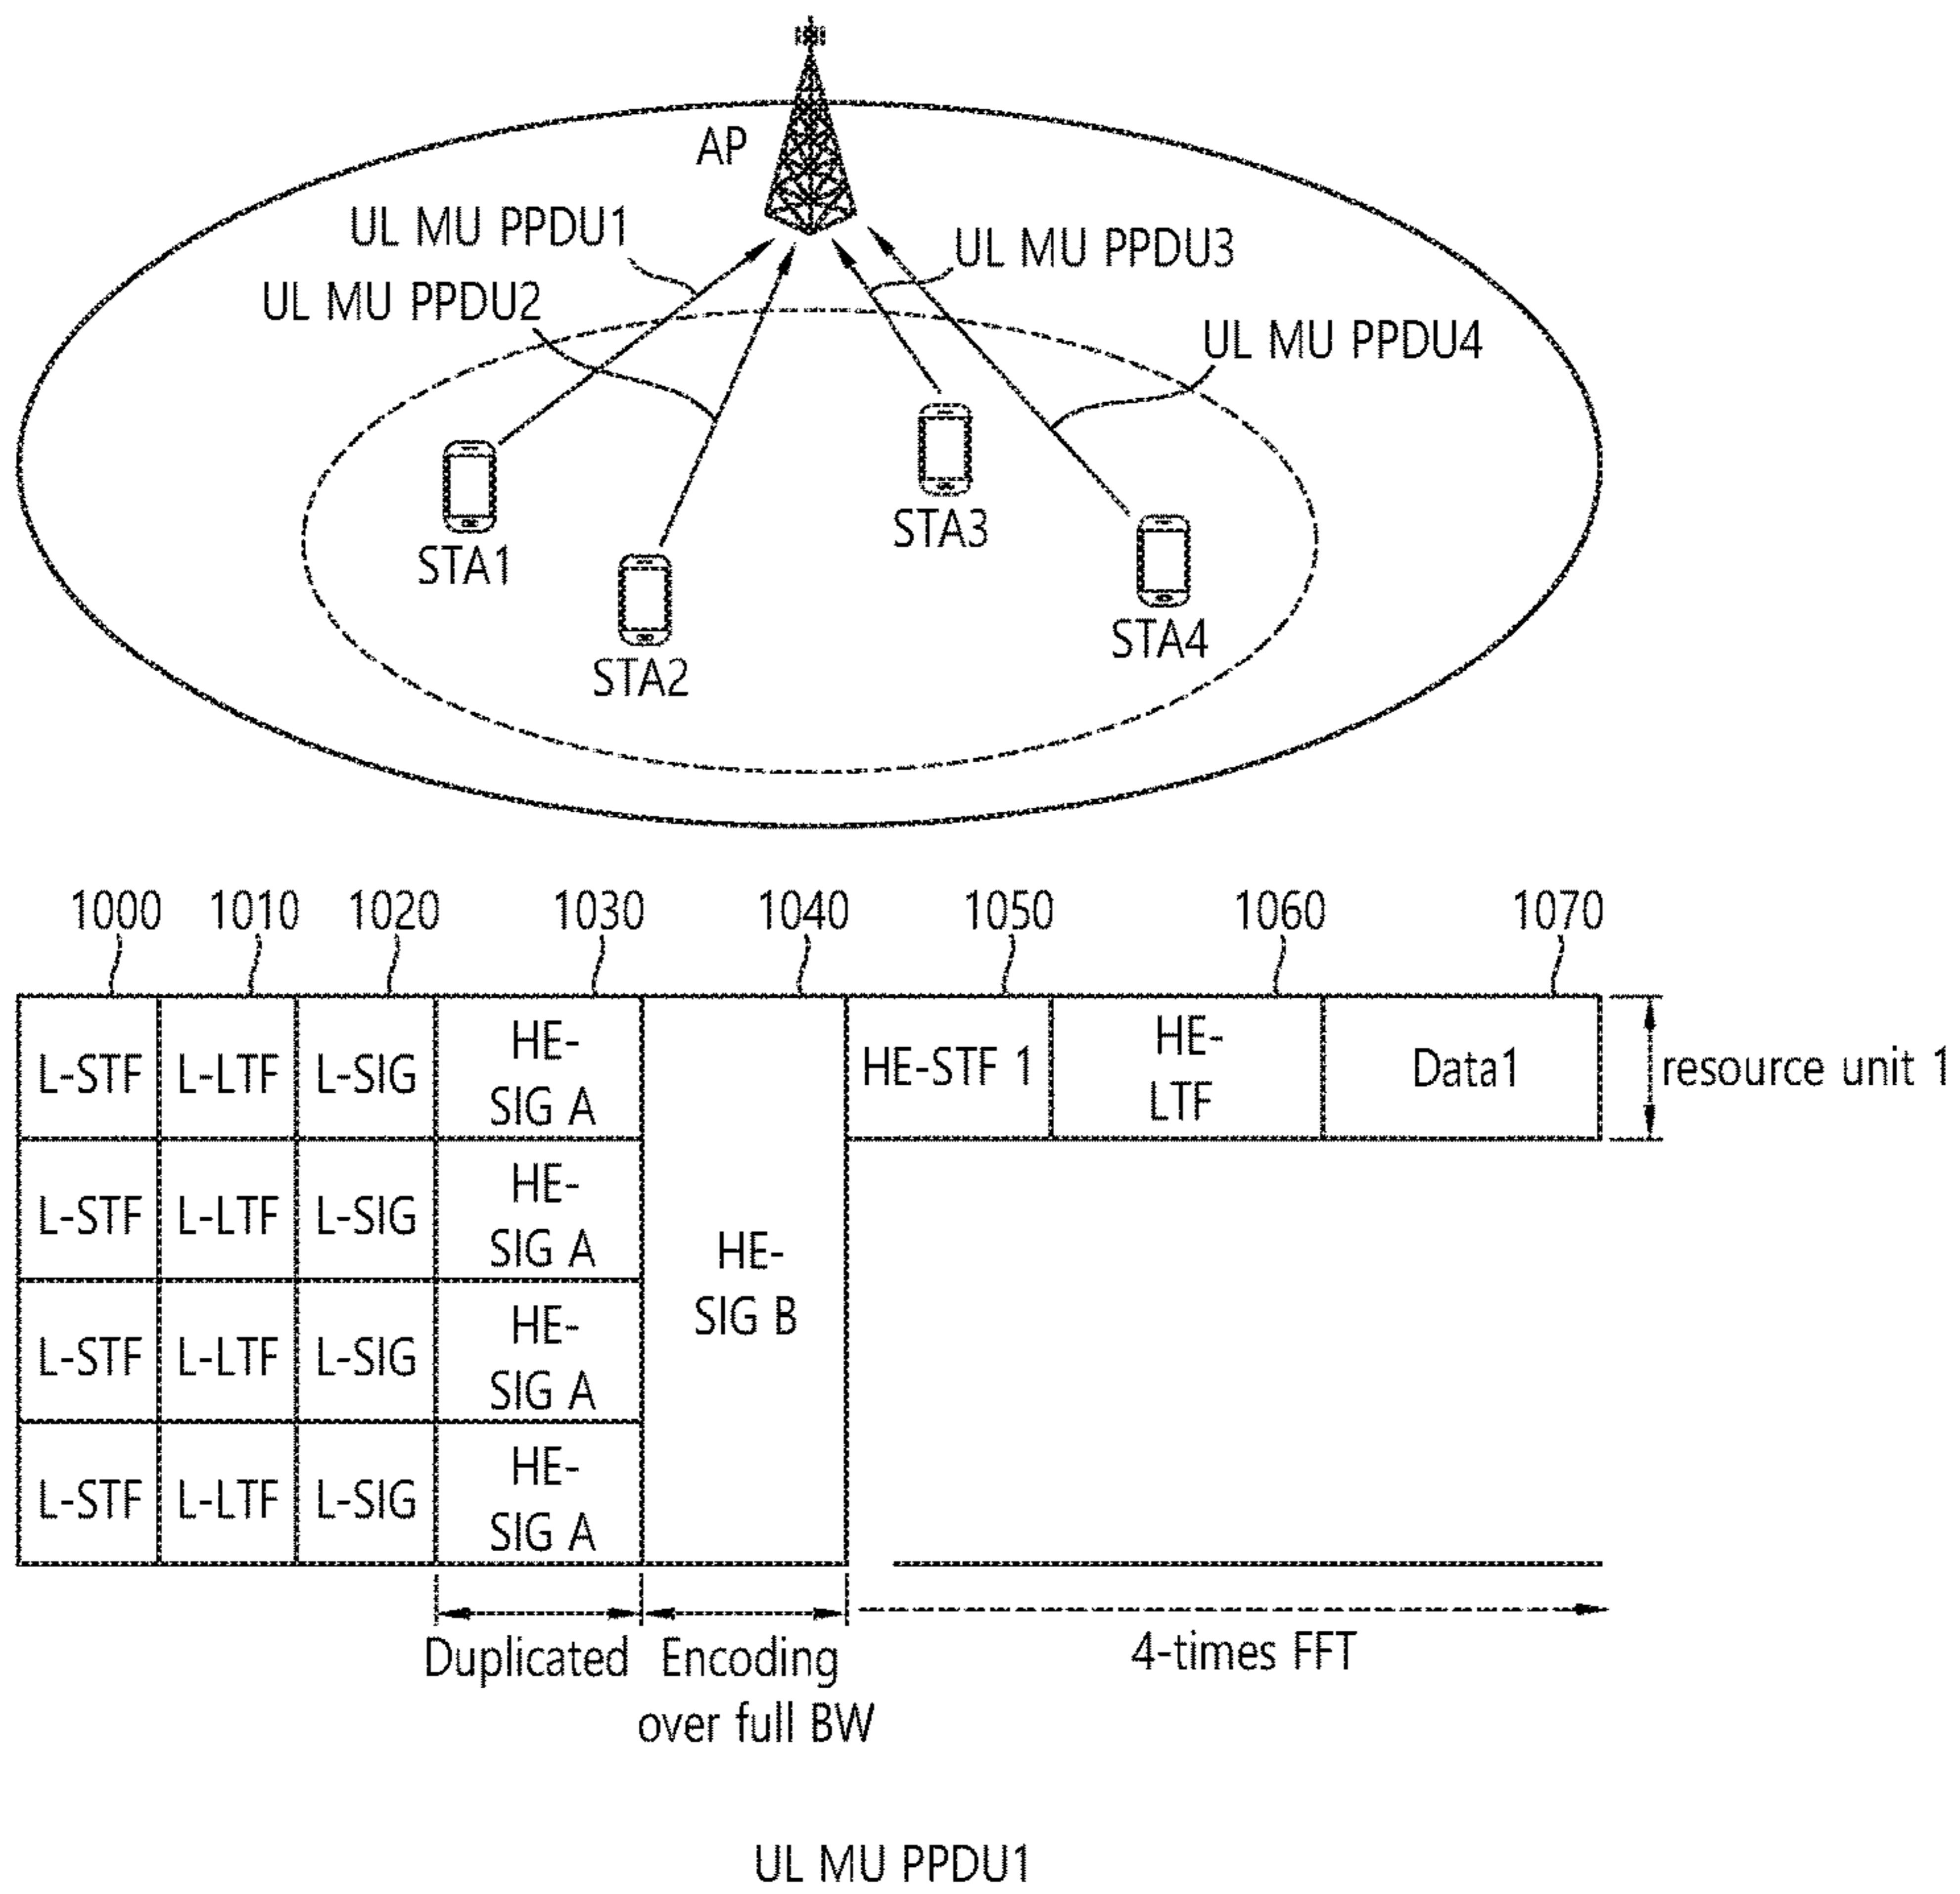 AP
UL MU PPDU1
UL MU PPDU3
UL MU PPDU2
UL MU PPDU4
STA1
STA3
STA2
STA4
1000 1010 1020 1030 1040 1050 1060 1070
L-STF L-LTF L-SIG HE-
SIG A
HE-STF 1 HE-
LTF
Data1 resource unit 1
L-STF L-LTF L-SIG HE-
SIG A
HE-
SIG B
L-STF L-LTF L-SIG HE-
SIG A
L-STF L-LTF L-SIG HE-
SIG A
Duplicated Encoding
over full BW
4-times FFT
UL MU PPDU1